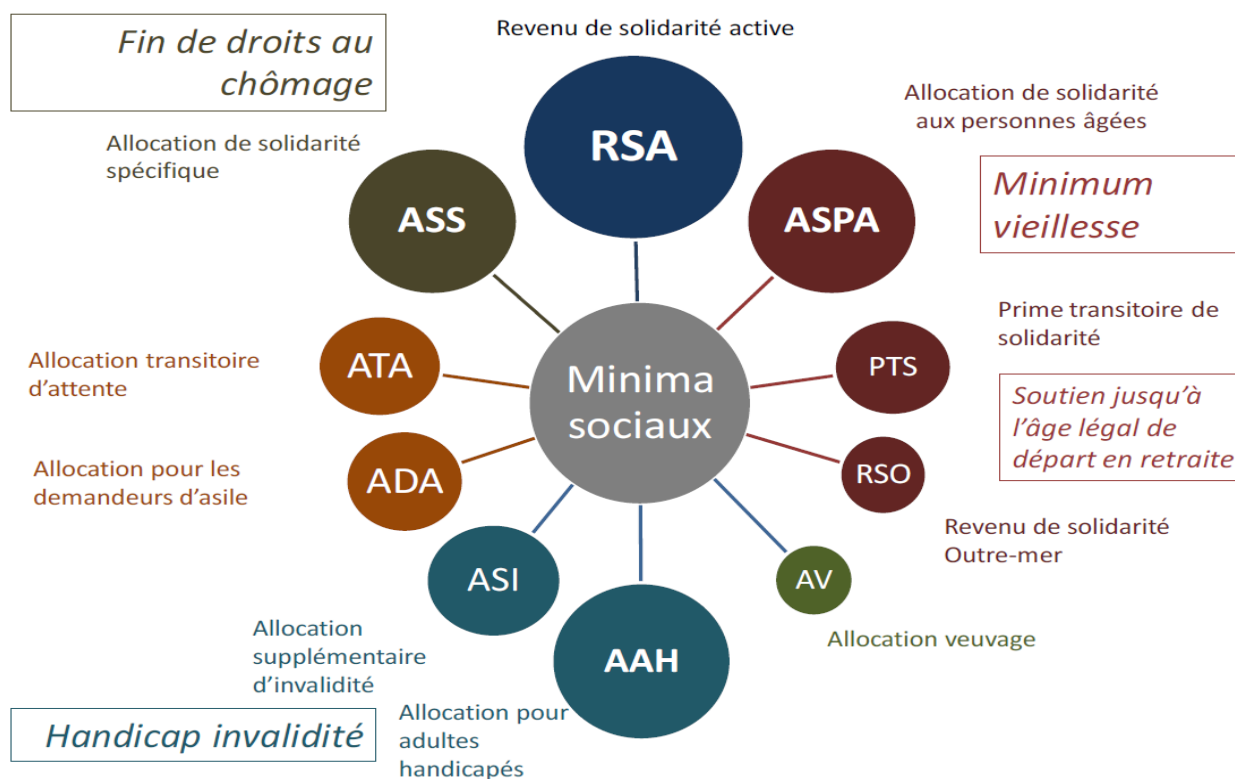 Fin de droits au
chômage
Revenu de solidarité active
RSA
Allocation de solidarité
aux personnes âgées
Allocation de solidarité
spécifique
ASS
ASPA
Minimum
vieillesse
Allocation transitoire
d’attente
ATA
Minima
sociaux
PTS
Prime transitoire de
solidarité
Soutien jusqu’à
l’âge légal de
départ en retraite
Allocation pour les
demandeurs d’asile
ADA
RSO
Revenu de solidarité
Outre-mer
ASI
AV
Allocation veuvage
Allocation
supplémentaire
d’invalidité
AAH
Handicap invalidité
Allocation pour
adultes
handicapés